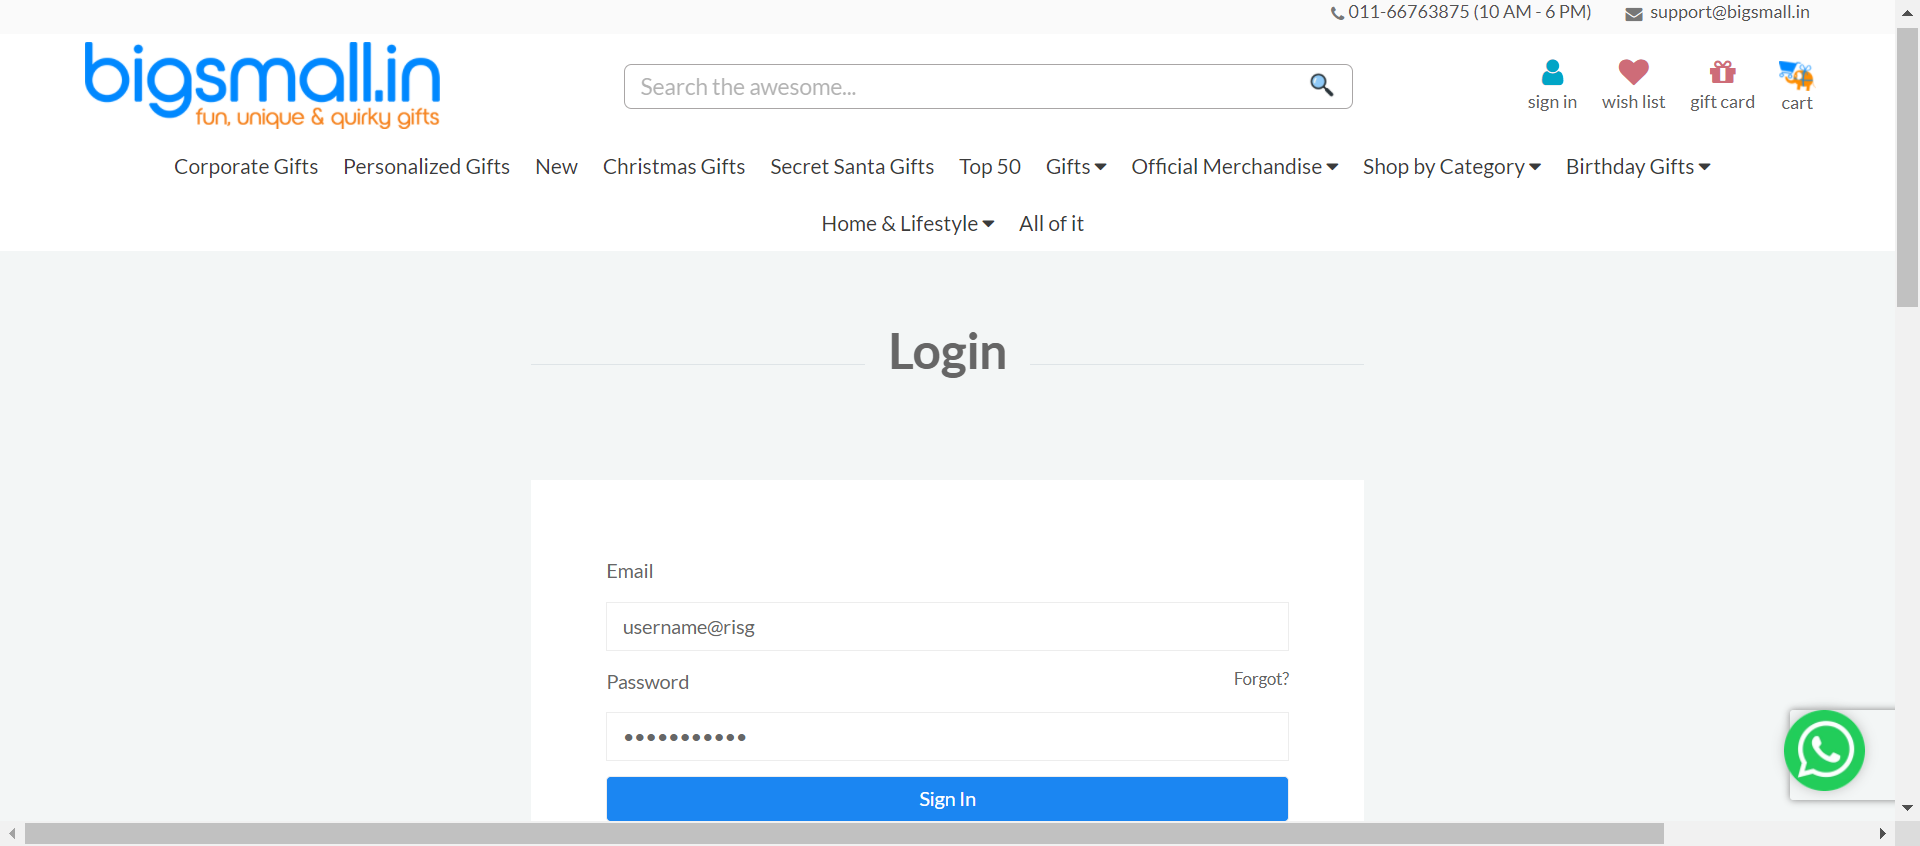 011-66763875 (10 AM - 6 PM) support@bigsmall.in
bigsmall.in
fun, unique & quirky gifts
Search the awesome...
sign in wish list gift card cart
Corporate Gifts Personalized Gifts New Christmas Gifts Secret Santa Gifts Top 50 Gifts Official Merchandise Shop by Category Birthday Gifts
Home & Lifestyle All of it
Login
Email
username@risg
Password Forgot?
•••••••••••
Sign In